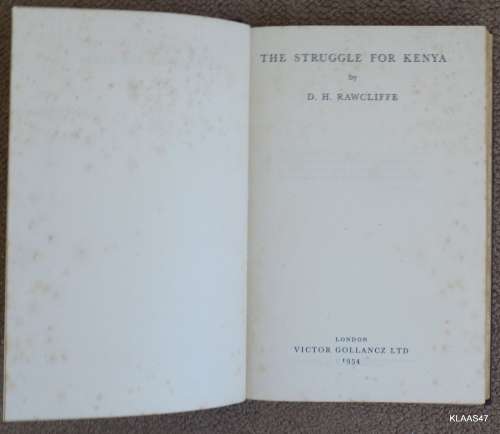 THE STRUGGLE FOR KENYA
by
D. H. RAWCLIFFE
LONDON
VICTOR GOLLANCZ LTD
1954
KLAAS47